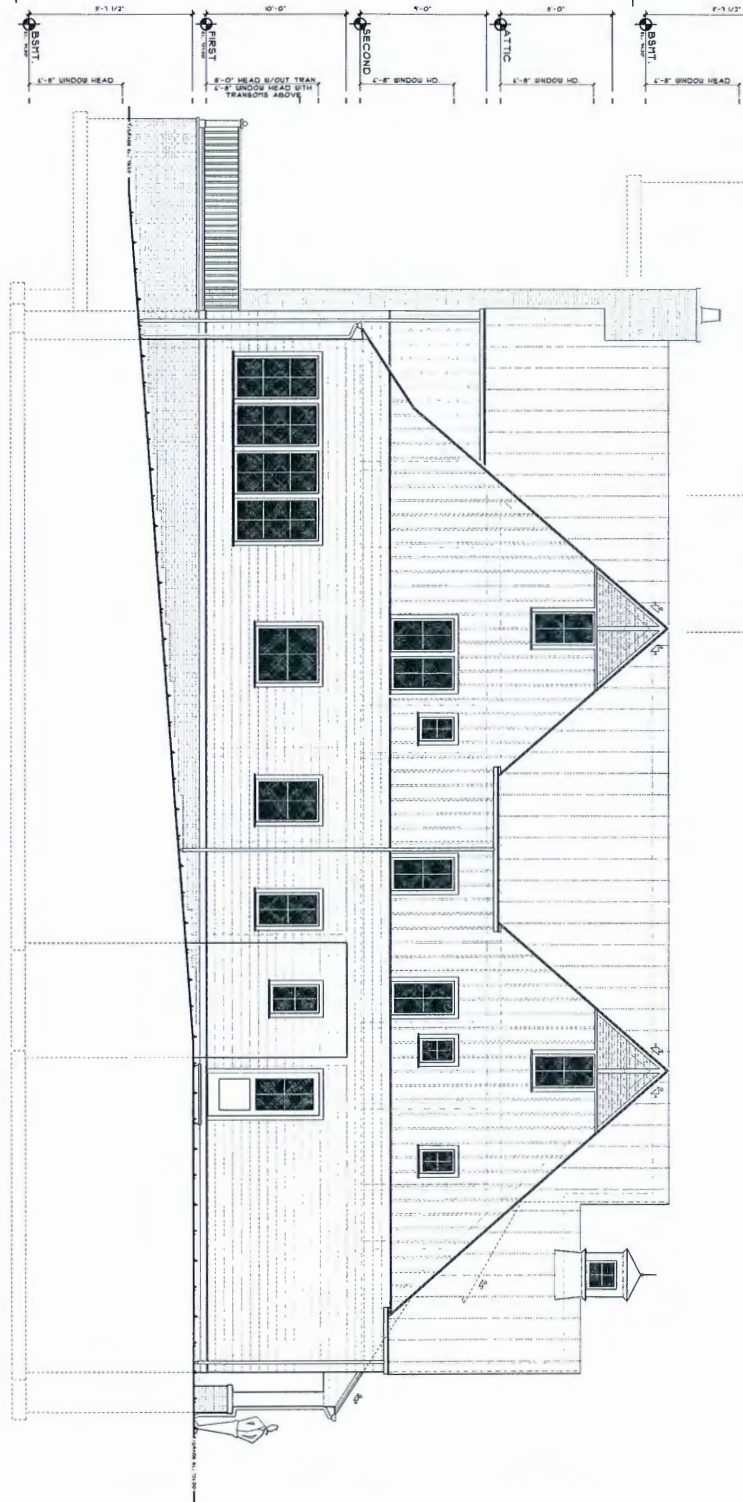 8'-7 1/2"
10'-0"
9'-0"
8'-0"
8'-7 1/2"
BSMT.
FIRST
SECOND
ATTIC
BSMT.
6'-8" WINDOW HEAD
8'-0" HEAD W/OUT TRAN.
6'-8" WINDOW HEAD WITH
TRANSOMS ABOVE
6'-8" WINDOW HD.
6'-8" WINDOW HD.
6'-8" WINDOW HEAD